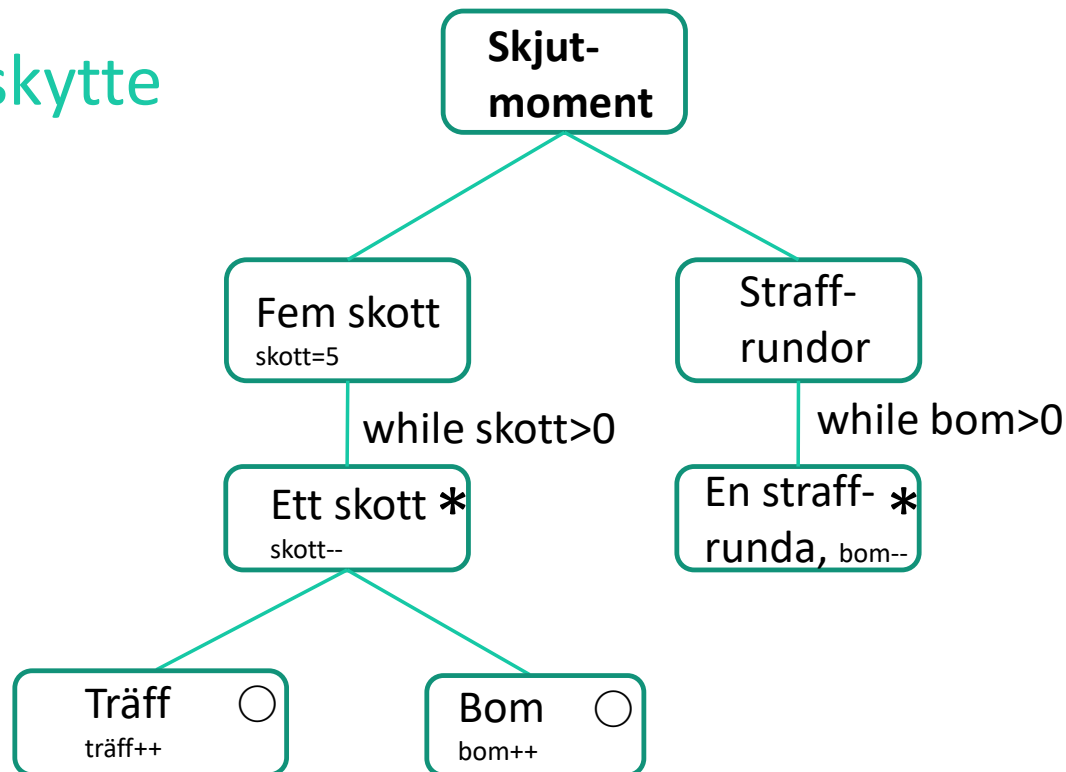 skytte
Skjut-
moment
Fem skott
skott=5
Straff-
rundor
while skott>0
while bom>0
Ett skott *
skott--
En straff- *
runda, bom--
Träff
träff++
Bom
bom++